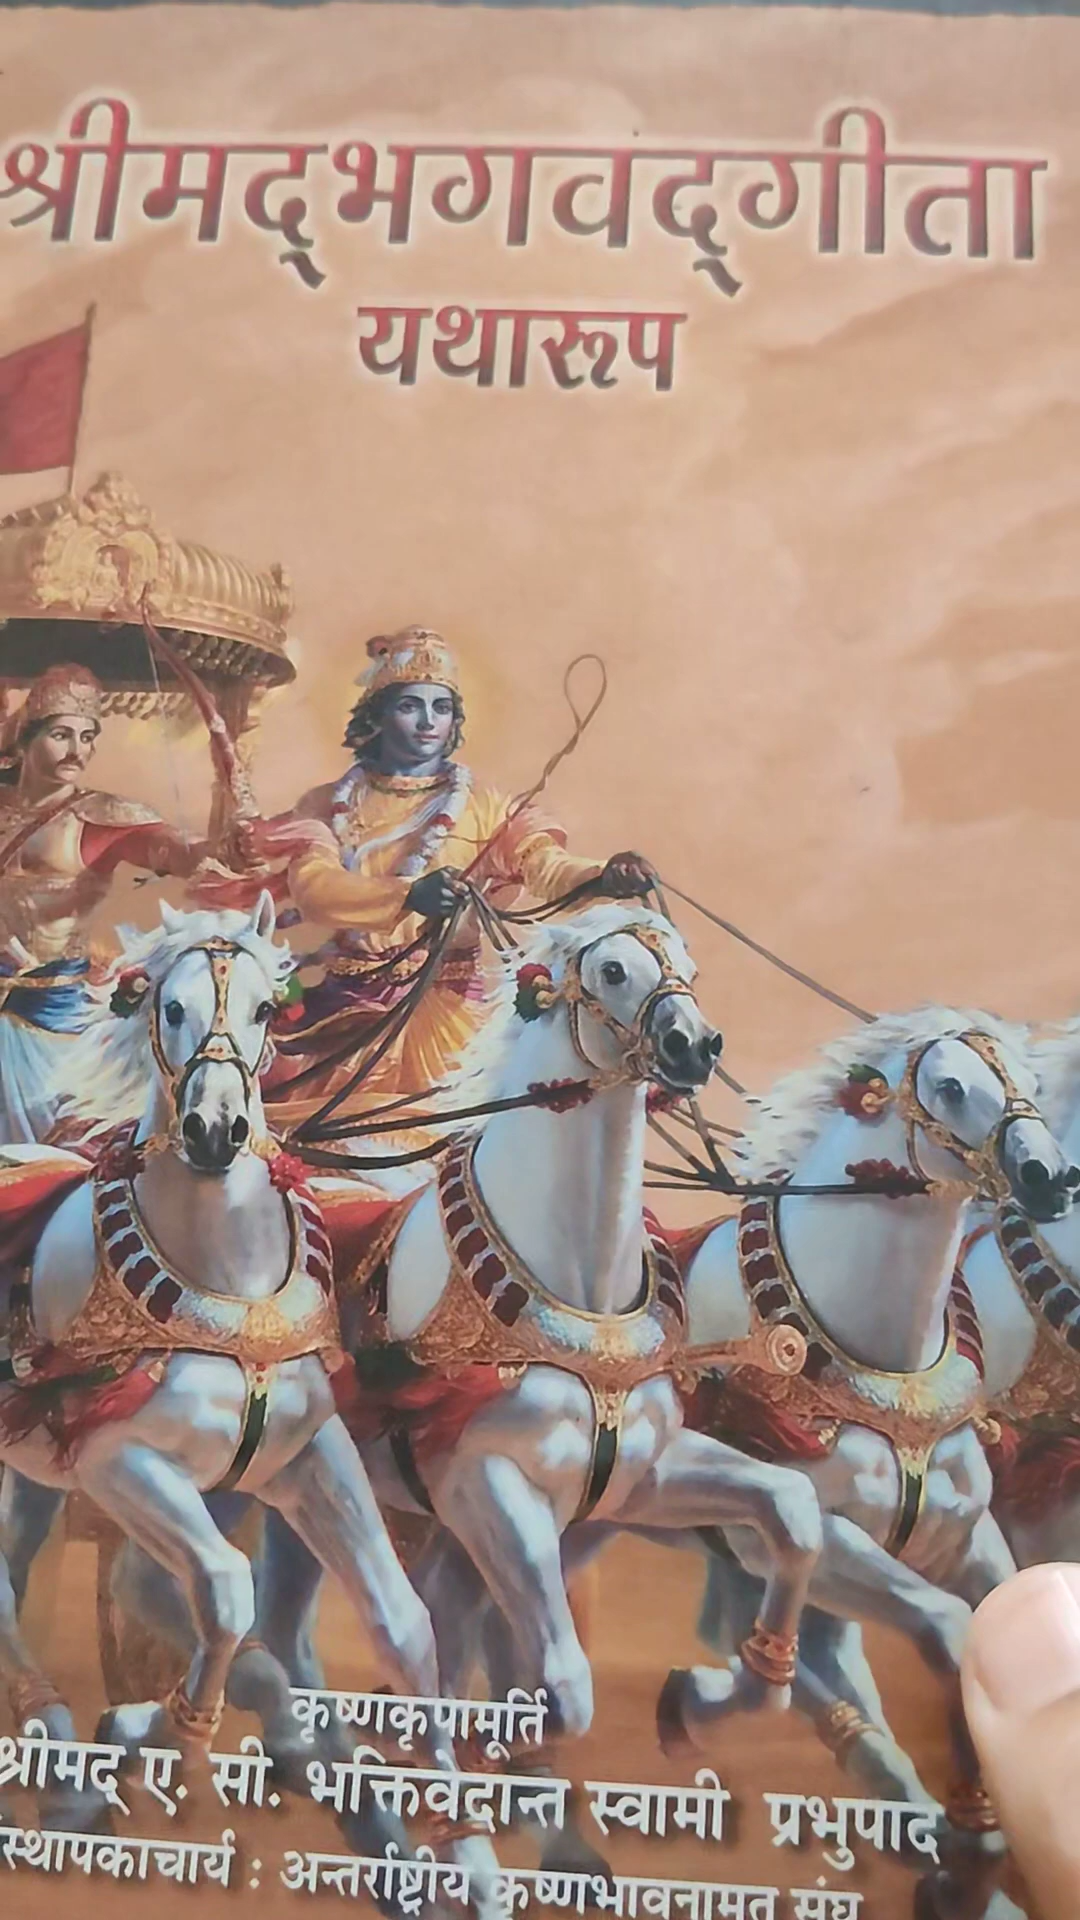 श्रीमद्भगवद्गीता
यथारूप
कृष्णकृपामूर्ति
श्रीमद् ए. सी. भक्तिवेदान्त स्वामी प्रभुपाद
संस्थापकाचार्य : अन्तर्राष्ट्रीय कृष्णभावनामृत संघ